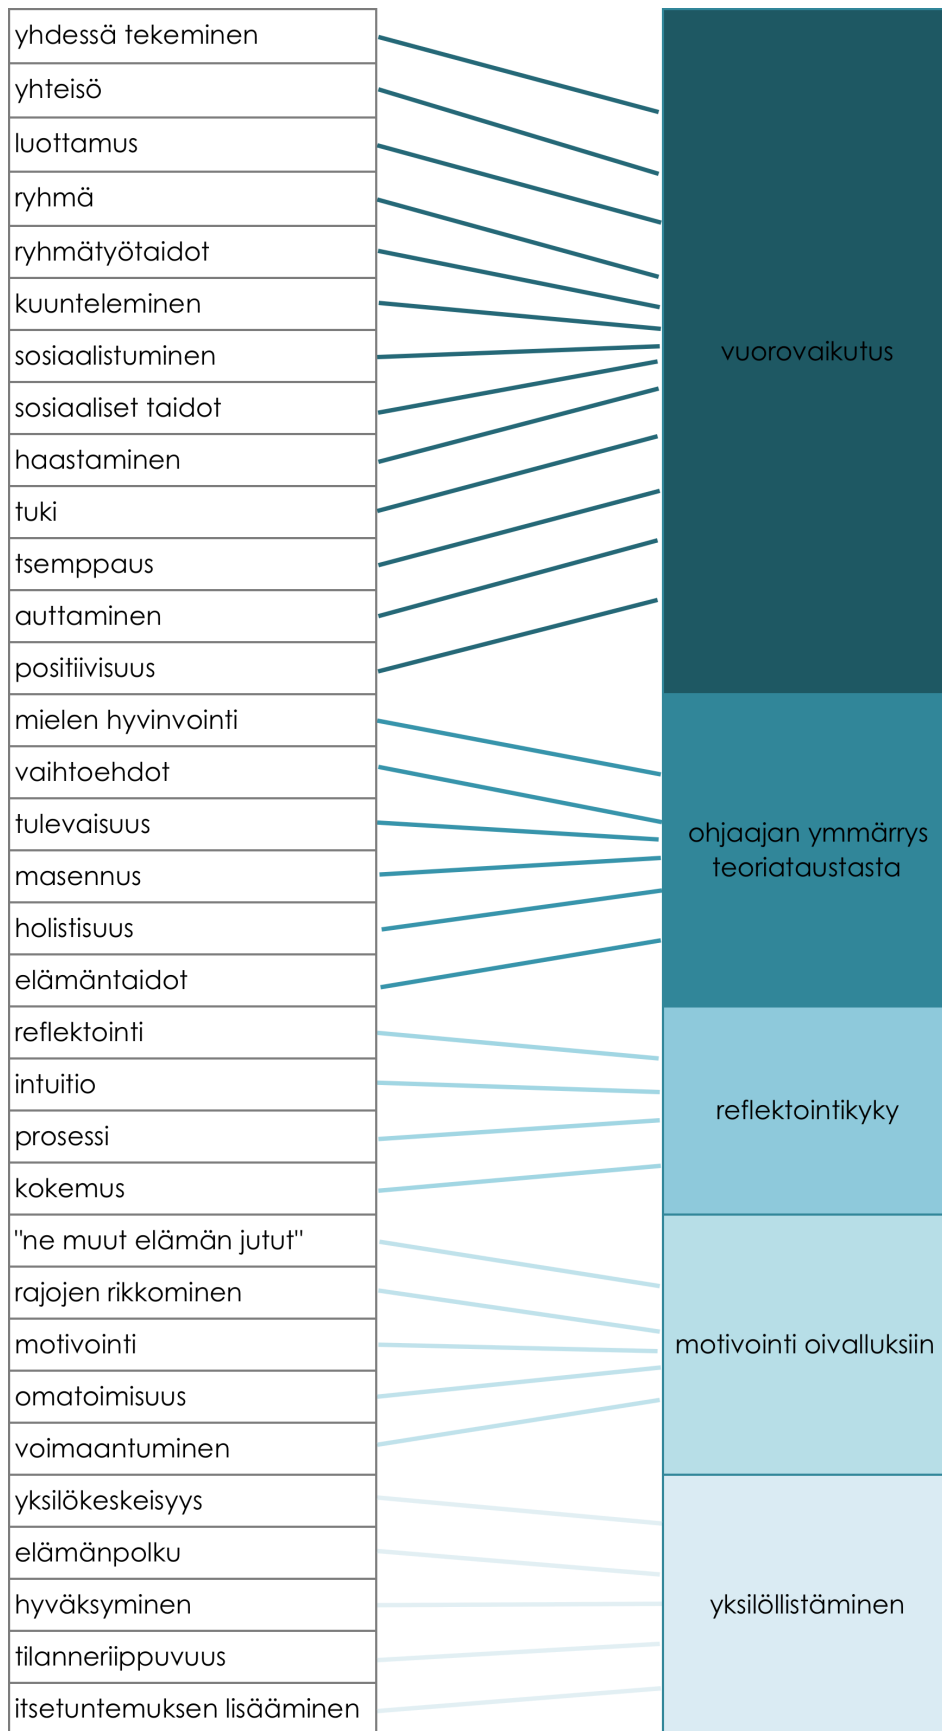 yhdessä tekeminen
yhteisö
luottamus
ryhmä
ryhmätyötaidot
kuunteleminen
sosiaalistuminen
sosiaaliset taidot
haastaminen
tuki
tsemppaus
auttaminen
positiivisuus
mielen hyvinvointi
vaihtoehdot
tulevaisuus
masennus
holistisuus
elämäntaidot
reflektointi
intuitio
prosessi
kokemus
"ne muut elämän jutut"
rajojen rikkominen
motivointi
omatoimisuus
voimaantuminen
yksilökeskeisyys
elämänpolku
hyväksyminen
tilanneriippuvuus
itsetuntemuksen lisääminen
vuorovaikutus
ohjaajan ymmärrys
teoriataustasta
reflektointikyky
motivointi oivalluksiin
yksilöllistäminen